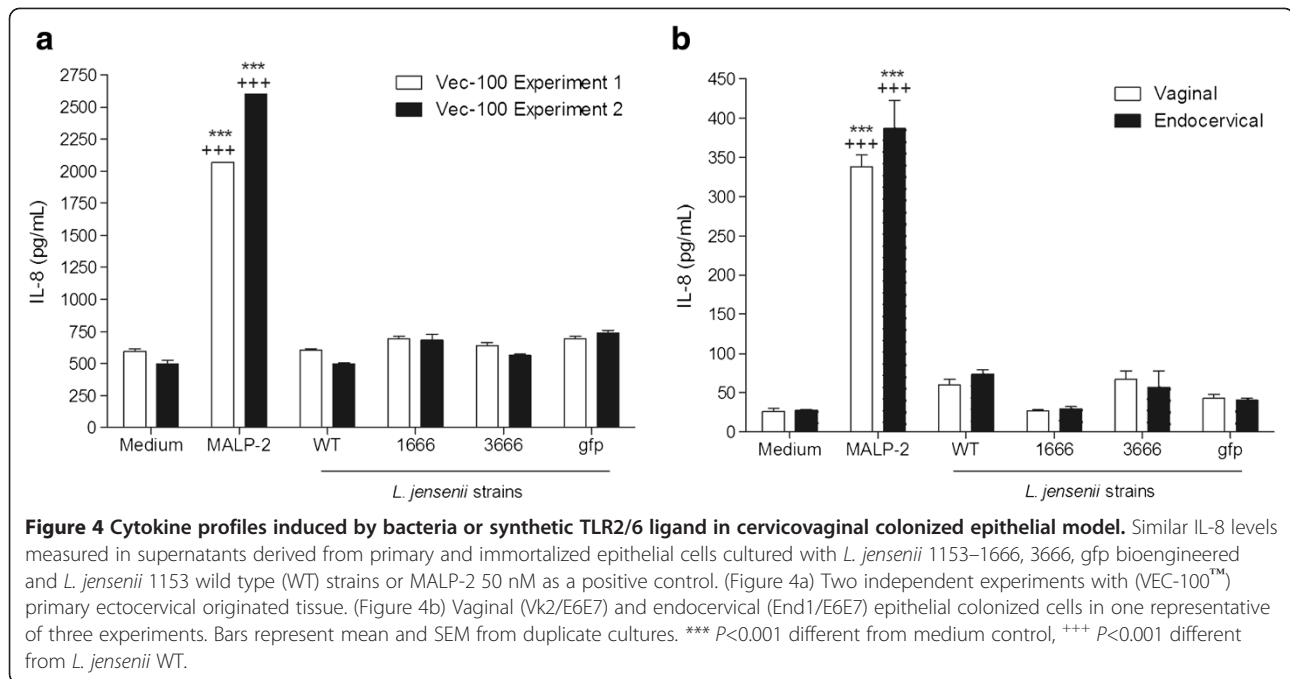 a
2750
2500
2250
2000
1750
1500
1250
1000
750
500
250
0
IL-8 (pg/mL)
***
+++
***
+++
Vec-100 Experiment 1
Vec-100 Experiment 2
Medium MALP-2 WT 1666 3666 gfp
L. jensenii strains
b
450
400
350
300
250
200
150
100
50
0
IL-8 (pg/mL)
***
+++
***
+++
Vaginal
Endocervical
Medium MALP-2 WT 1666 3666 gfp
L. jensenii strains
Figure 4 Cytokine profiles induced by bacteria or synthetic TLR2/6 ligand in cervicovaginal colonized epithelial model. Similar IL-8 levels
measured in supernatants derived from primary and immortalized epithelial cells cultured with L. jensenii 1153–1666, 3666, gfp bioengineered
and L. jensenii 1153 wild type (WT) strains or MALP-2 50 nM as a positive control. (Figure 4a) Two independent experiments with (VEC-100™)
primary ectocervical originated tissue. (Figure 4b) Vaginal (Vk2/E6E7) and endocervical (End1/E6E7) epithelial colonized cells in one representative
of three experiments. Bars represent mean and SEM from duplicate cultures. *** P<0.001 different from medium control, +++ P<0.001 different
from L. jensenii WT.